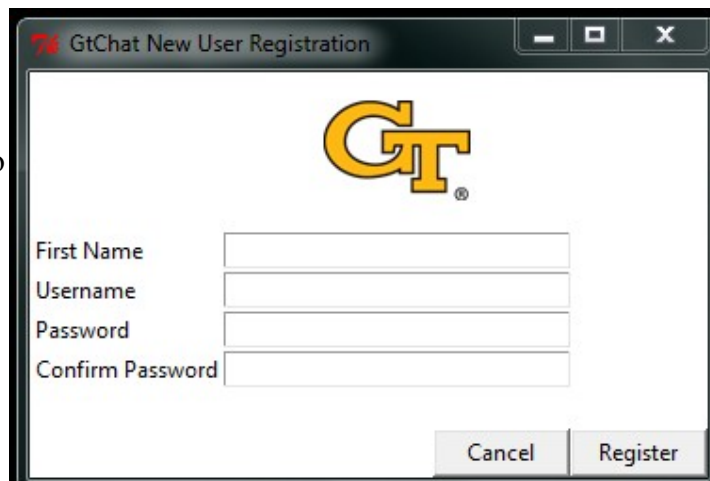 GtChat New User Registration
GT®
First Name
Username
Password
Confirm Password
Cancel Register